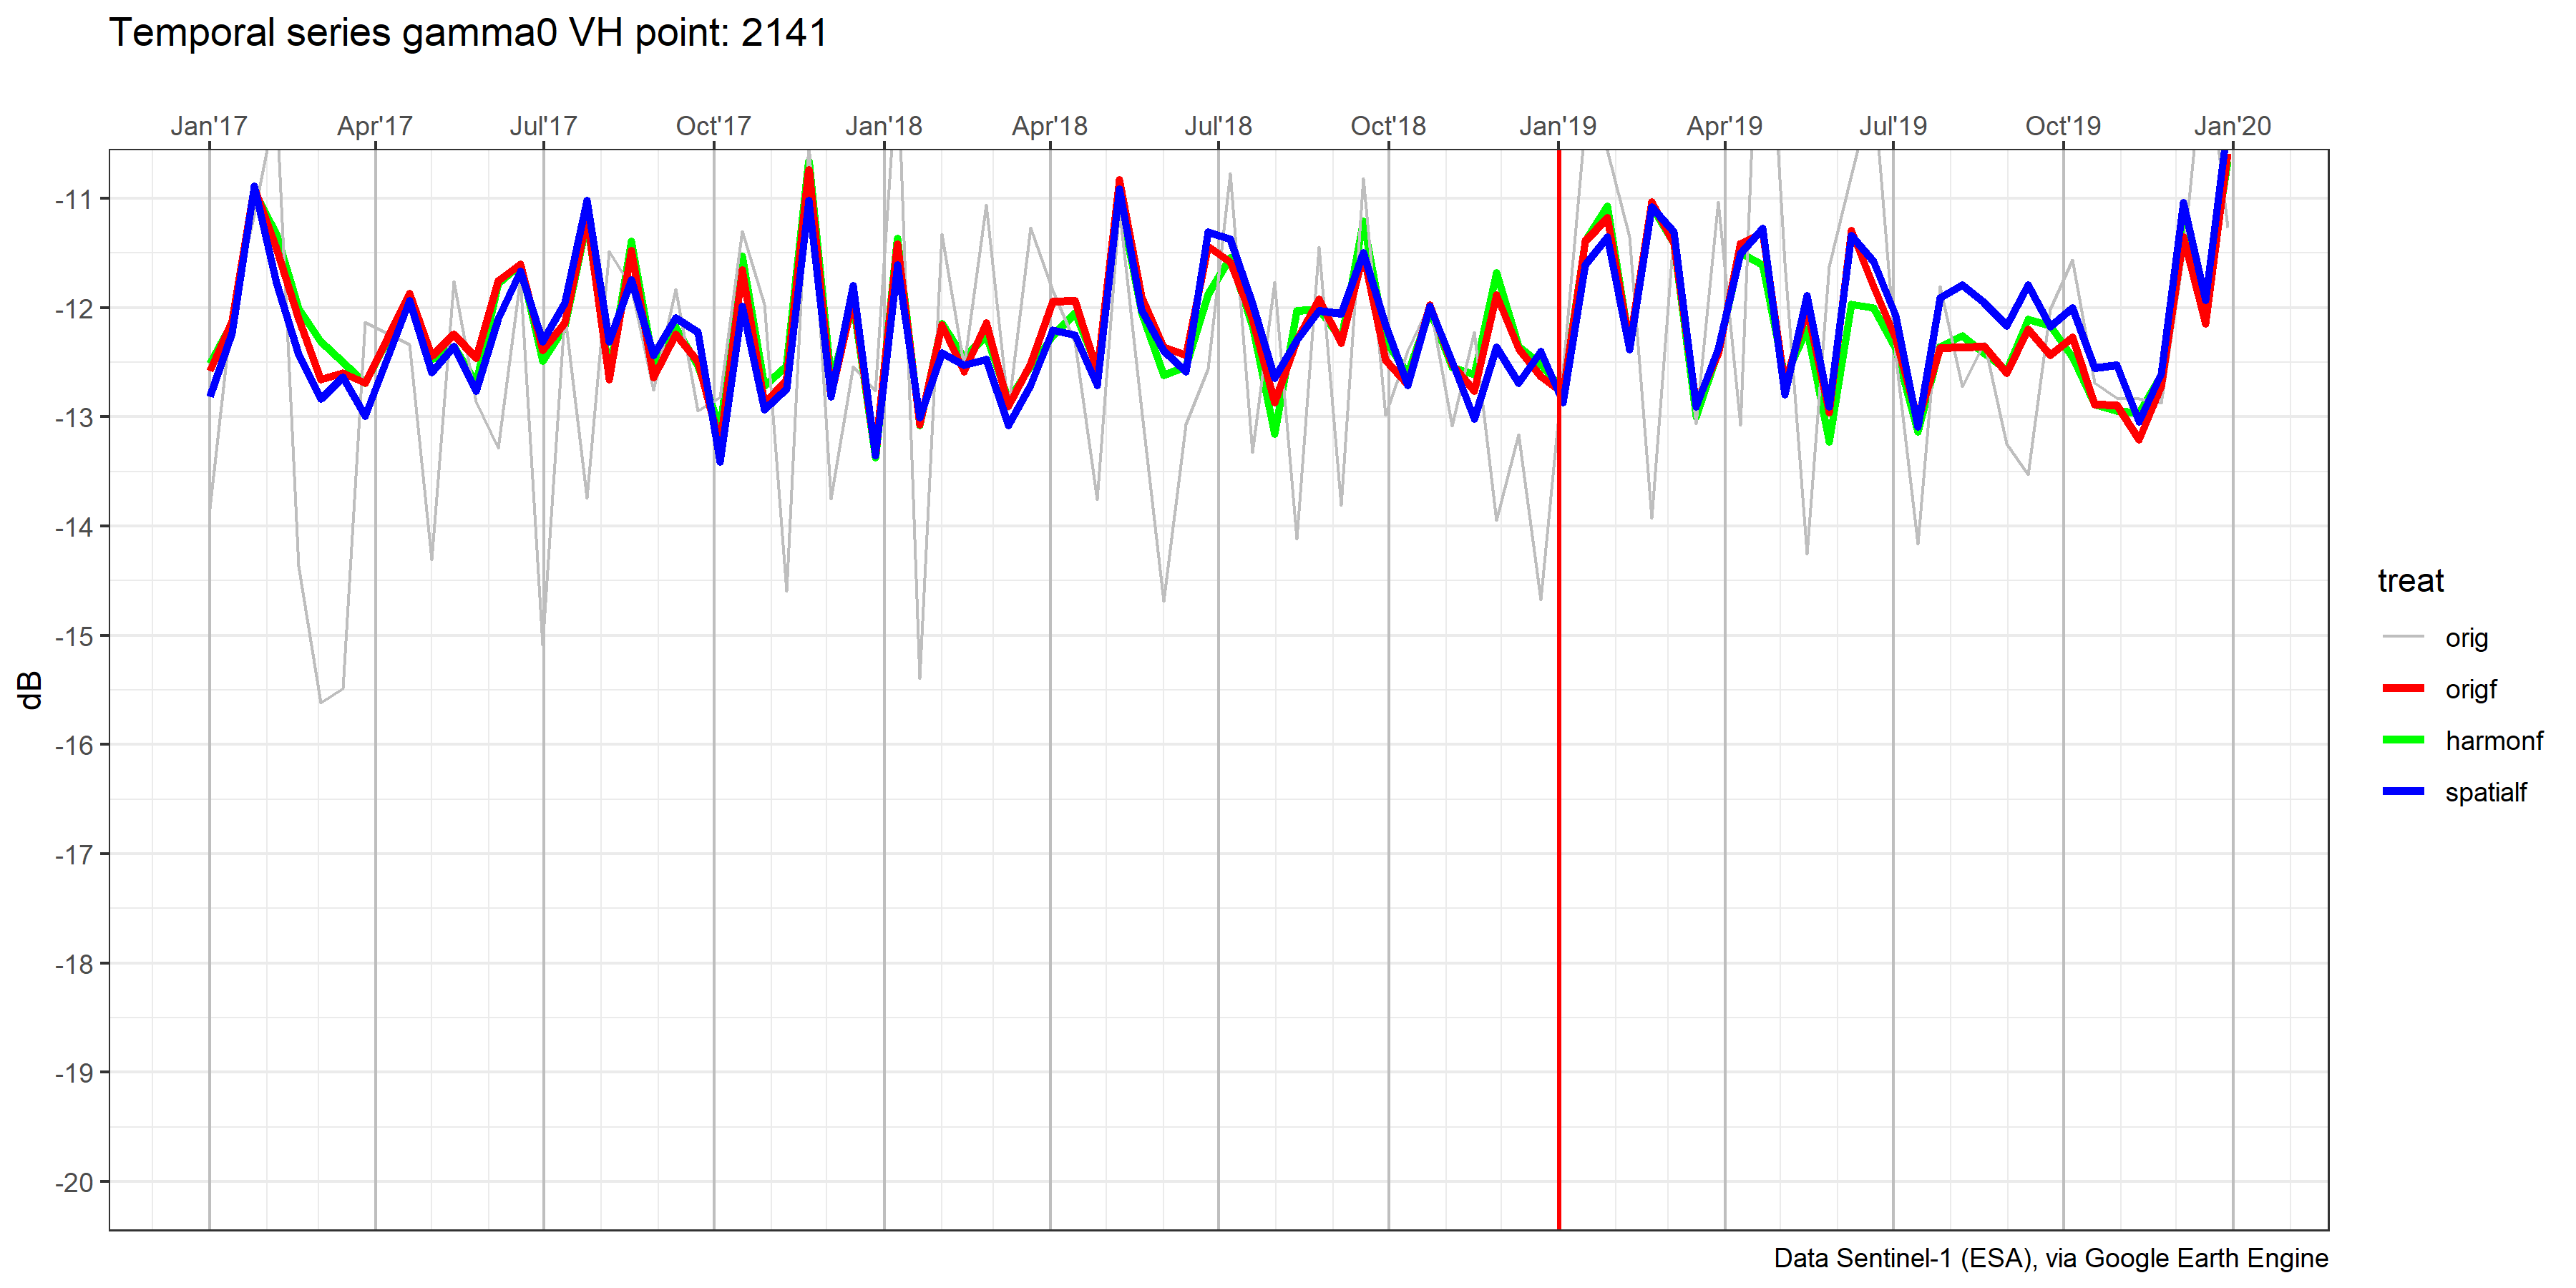 Temporal series gamma0 VH point: 2141
Jan'17 Apr'17 Jul'17 Oct'17 Jan'18 Apr'18 Jul'18 Oct'18 Jan'19 Apr'19 Jul'19 Oct'19 Jan'20
-11
-12
-13
-14
-15
-16
-17
-18
-19
-20
dB
treat
orig
origf
harmonf
spatialf
Data Sentinel-1 (ESA), via Google Earth Engine